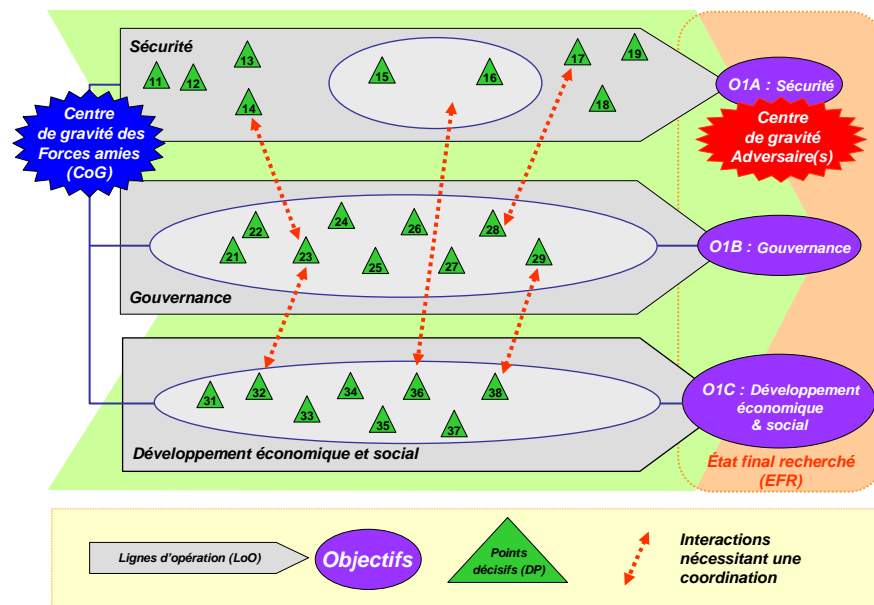 Sécurité
11
12
13
14
15
16
17
18
19
O1A : Sécurité
Centre
de gravité des
Forces amies
(CoG)
Centre
de gravité
Adversaire(s)
21
22
23
24
25
26
27
28
29
O1B : Gouvernance
Gouvernance
31
32
33
34
35
36
37
38
O1C : Développement
économique
& social
Développement économique et social
État final recherché
(EFR)
Lignes d'opération (LoO)
Objectifs
Points
décisifs (DP)
Interactions
nécessitant une
coordination